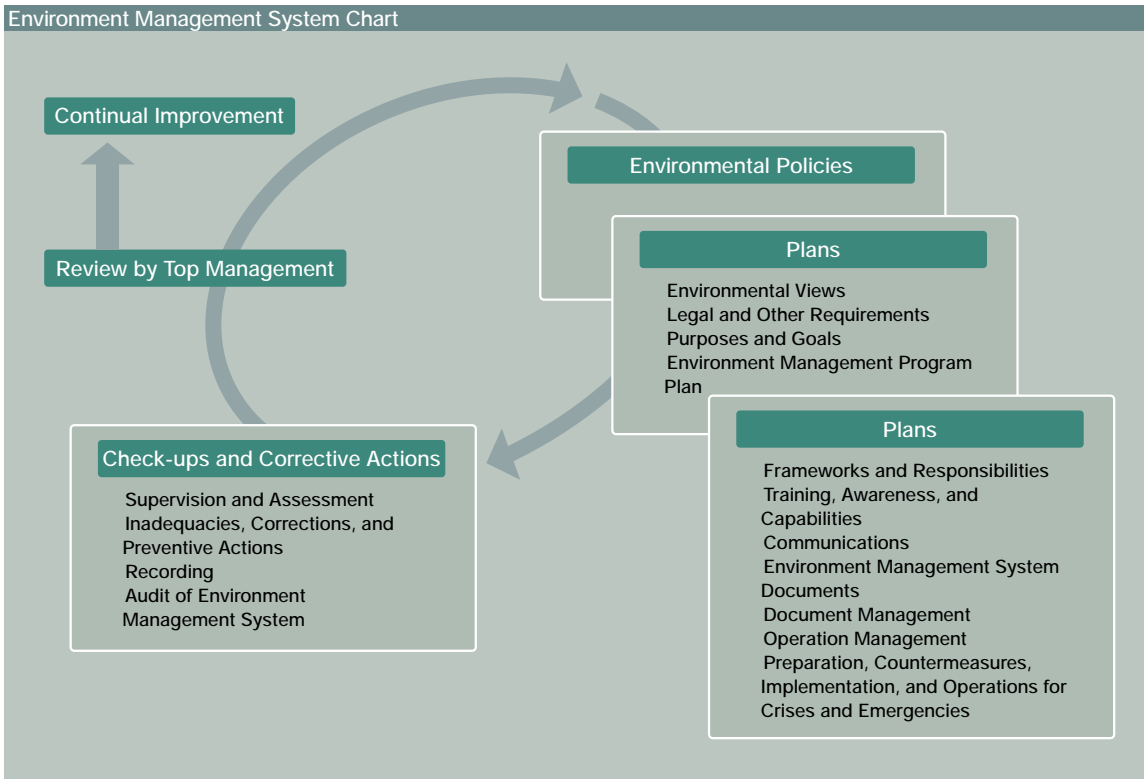 Environment Management System Chart
Continual Improvement
Review by Top Management
Environmental Policies
Plans
Environmental Views
Legal and Other Requirements
Purposes and Goals
Environment Management Program
Plan
Plans
Frameworks and Responsibilities
Training, Awareness, and
Capabilities
Communications
Environment Management System
Documents
Document Management
Operation Management
Preparation, Countermeasures,
Implementation, and Operations for
Crises and Emergencies
Check-ups and Corrective Actions
Supervision and Assessment
Inadequacies, Corrections, and
Preventive Actions
Recording
Audit of Environment
Management System